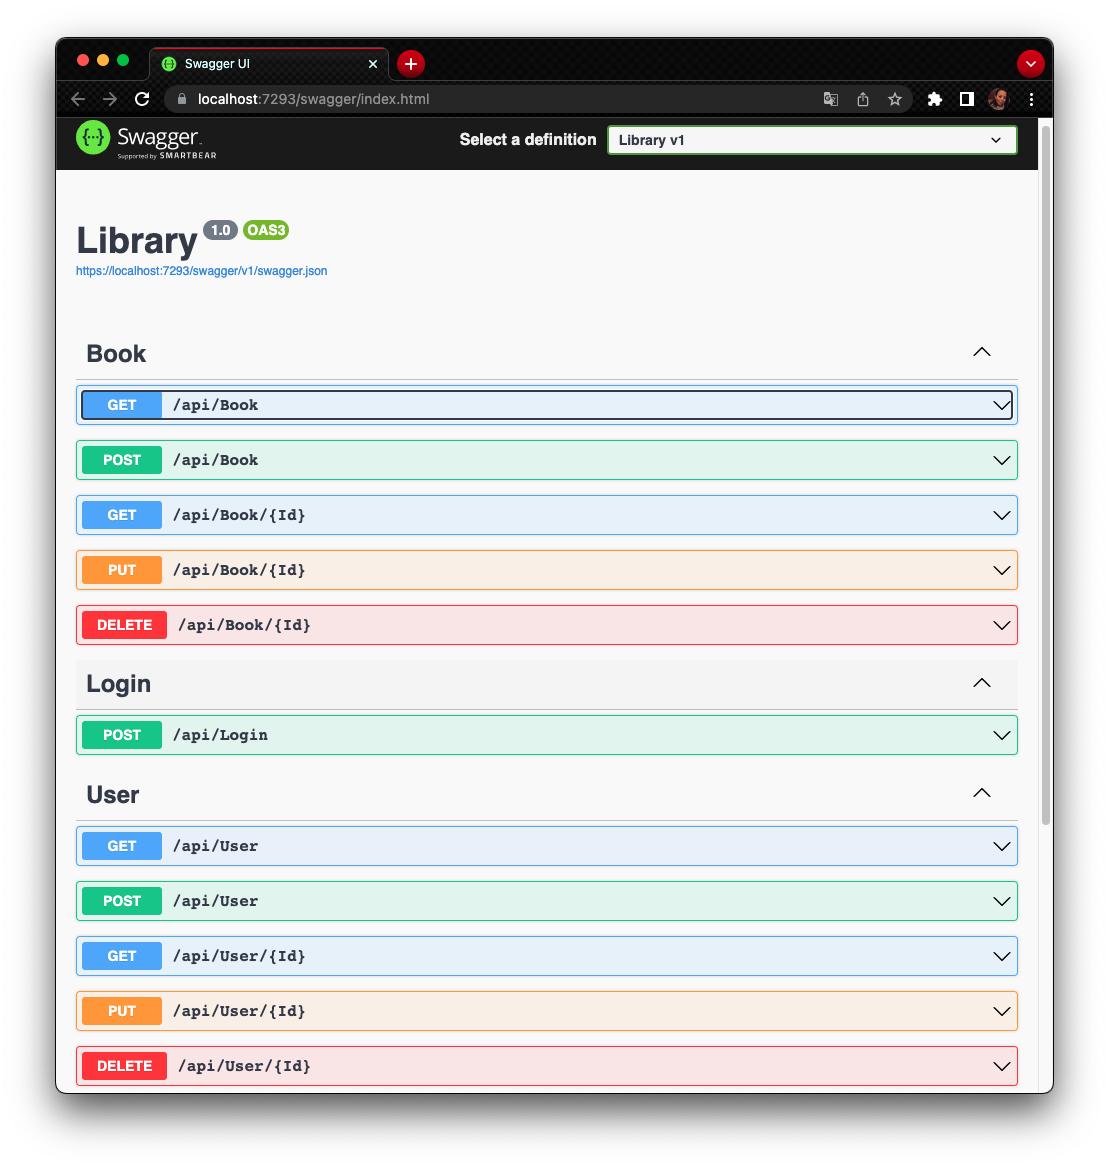 Swagger UI
localhost:7293/swagger/index.html
Swagger.
Supported by SMARTBEAR
Select a definition
Library v1
Library 1.0 OAS3
https://localhost:7293/swagger/v1/swagger.json
Book
GET /api/Book
POST /api/Book
GET /api/Book/{Id}
PUT /api/Book/{Id}
DELETE /api/Book/{Id}
Login
POST /api/Login
User
GET /api/User
POST /api/User
GET /api/User/{Id}
PUT /api/User/{Id}
DELETE /api/User/{Id}